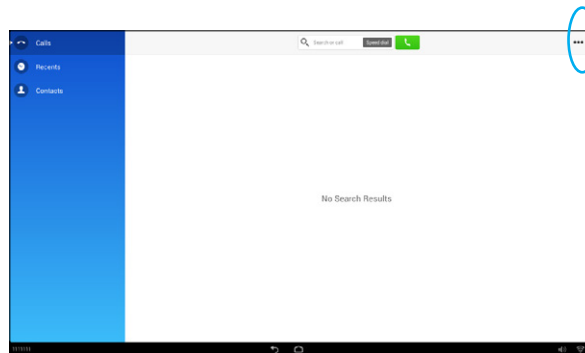 Calls
Search or call
Speed dial
Recents
Contacts
No Search Results